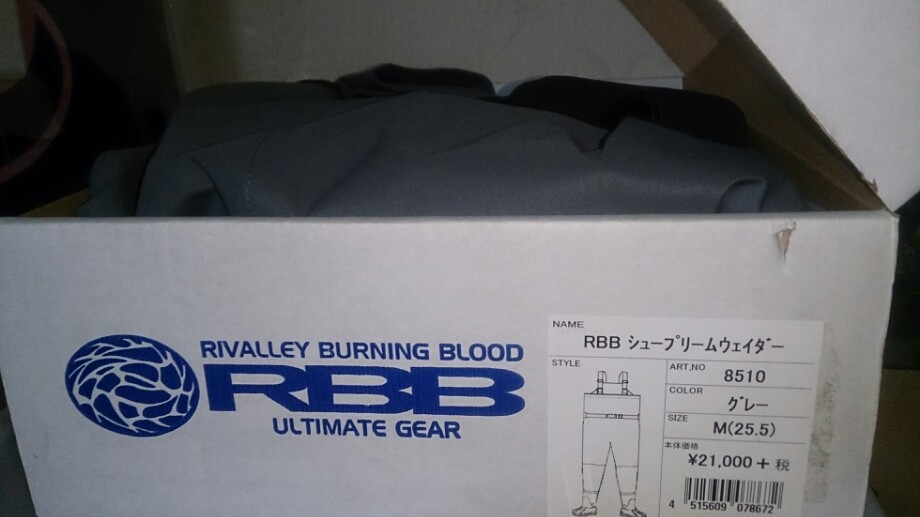 RIVALLEY BURNING BLOOD
RBB
ULTIMATE GEAR
NAME
RBB シュープリームウェイダー
STYLE
ART.NO
8510
COLOR
グレー
SIZE
M(25.5)
本体価格
¥21,000 + 税
4 515609 078672